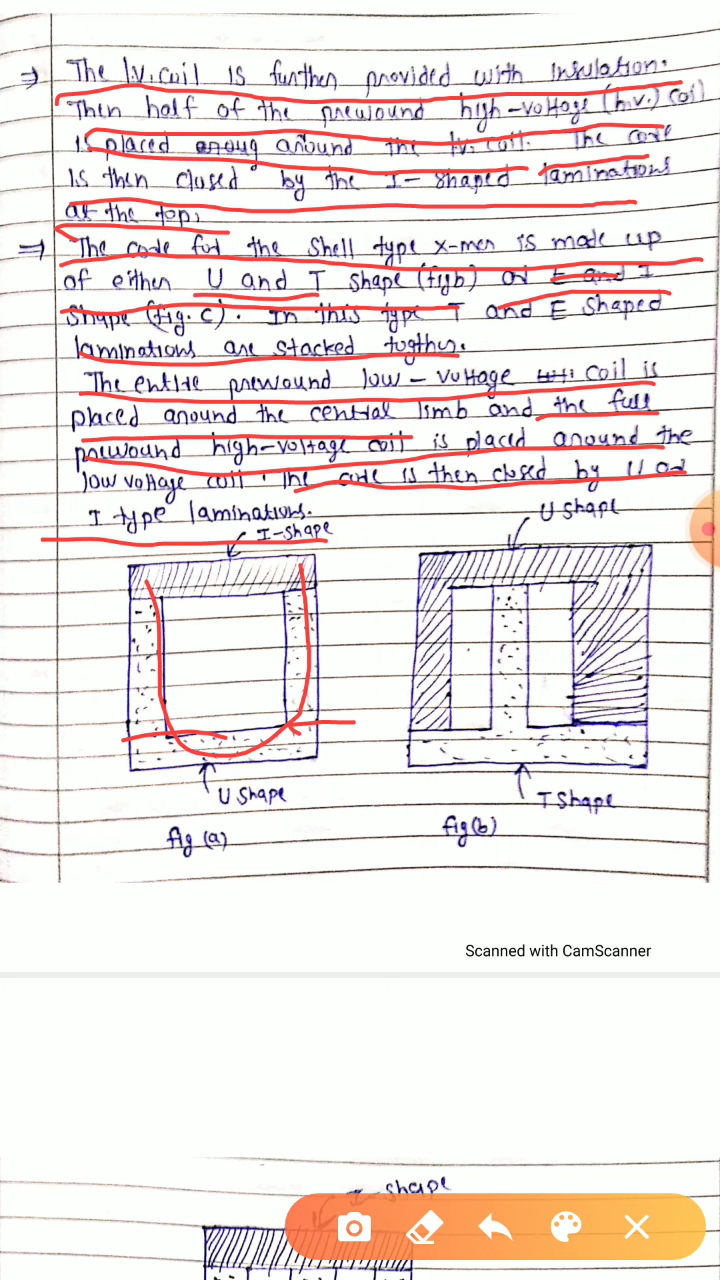 ⇒ The l.v. coil is further provided with insulation.
Then half of the prewound high-voltage (h.v.) coil
is placed around the l.v. coil. The core
is then closed by the I-shaped laminations
at the top.
⇒ The core for the shell type x-mer is made up
of either U and T shape (fig b) or E and I
shape (fig. c). In this type T and E shaped
laminations are stacked togther.
The entire prewound low-voltage coil is
placed around the central limb and the full
prewound high-voltage coil is placed around the
low voltage coil. The core is then closed by U or
I type laminations.
I-shape
U shape
U shape
T shape
fig (a)
fig (b)
Scanned with CamScanner
I-shape